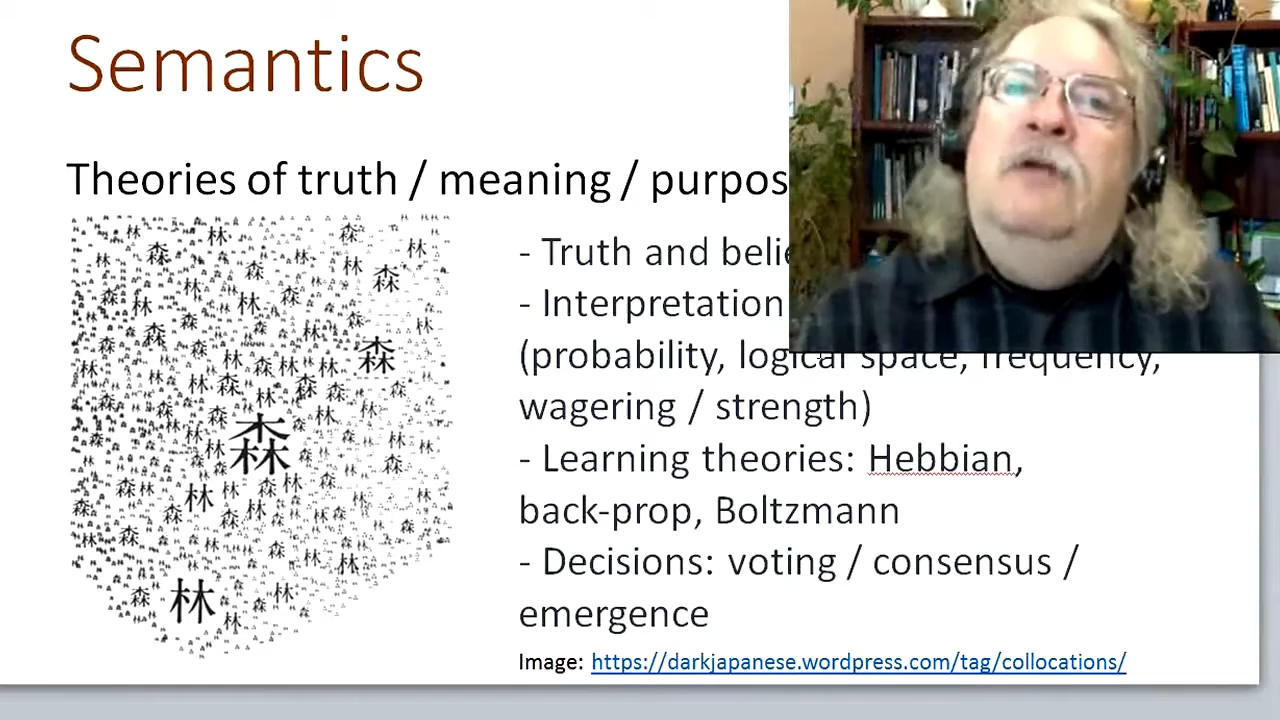 Semantics
Theories of truth / meaning / purpos
- Truth and belie
- Interpretation
(probability, logical space, frequency,
wagering / strength)
- Learning theories: Hebbian,
back-prop, Boltzmann
- Decisions: voting / consensus /
emergence
森
森
林
林
Image: https://darkjapanese.wordpress.com/tag/collocations/